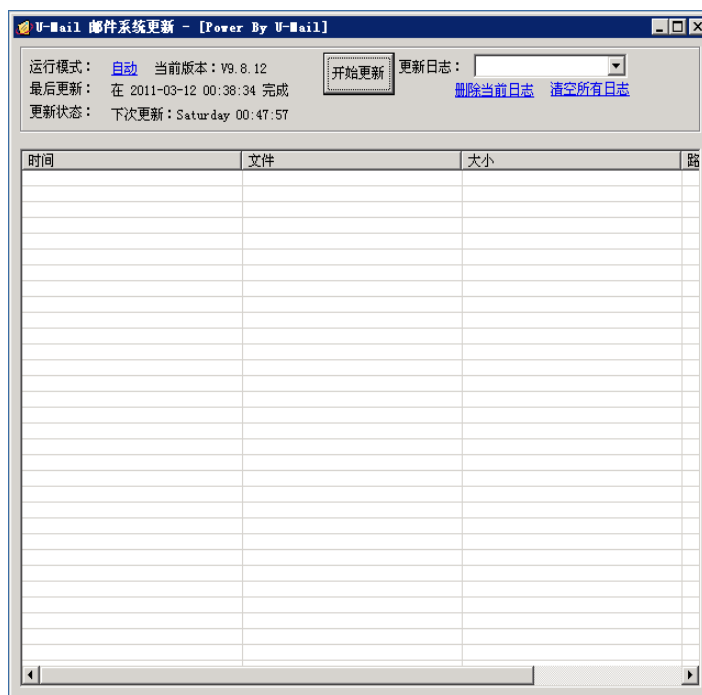 U-Mail 邮件系统更新 - [Power By U-Mail]
运行模式： 自动 当前版本：V9.8.12
开始更新
更新日志：
最后更新： 在 2011-03-12 00:38:34 完成
删除当前日志 清空所有日志
更新状态： 下次更新：Saturday 00:47:57
时间 文件 大小 路